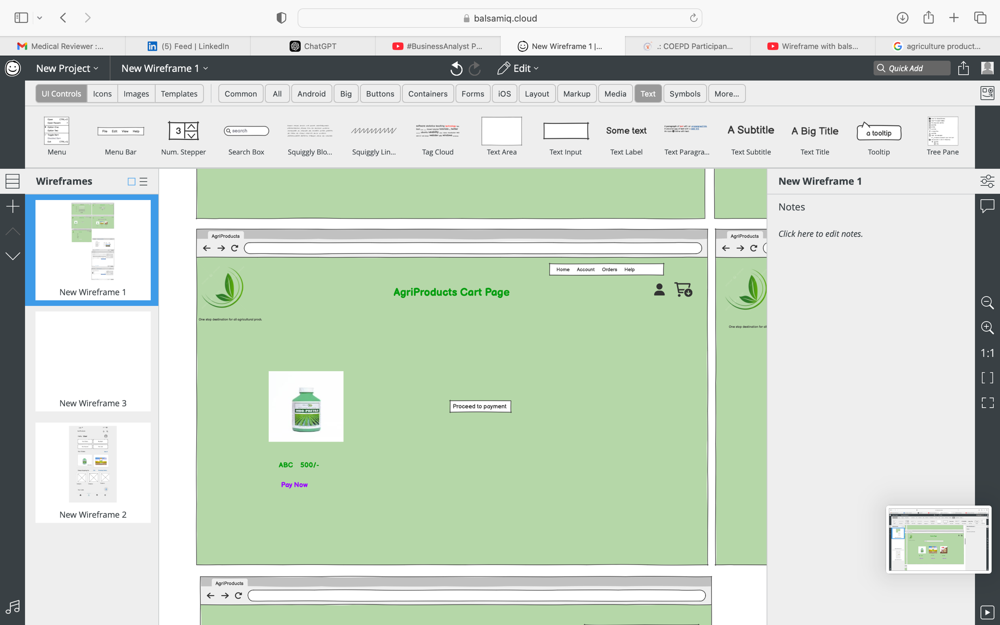 balsamiq.cloud
Medical Reviewer :...
(5) Feed | LinkedIn
ChatGPT
#BusinessAnalyst P...
New Wireframe 1 |...
.: COEPD Participan...
Wireframe with bals...
agriculture product...
New Project
New Wireframe 1
Edit
Quick Add
UI Controls
Icons
Images
Templates
Common
All
Android
Big
Buttons
Containers
Forms
iOS
Layout
Markup
Media
Text
Symbols
More...
File Edit View Help
3
search
Some text
A Subtitle
A Big Title
a tooltip
Menu
Menu Bar
Num. Stepper
Search Box
Squiggly Blo...
Squiggly Lin...
Tag Cloud
Text Area
Text Input
Text Label
Text Paragra...
Text Subtitle
Text Title
Tooltip
Tree Pane
Wireframes
New Wireframe 1
New Wireframe 3
New Wireframe 2
AgriProducts
AgriProducts
Home Account Orders Help
AgriProducts Cart Page
One stop destination for all agricultural produ
One stop destination for all
INDO-PRETILE
Proceed to payment
ABC 500/-
Pay Now
AgriProducts
New Wireframe 1
Notes
Click here to edit notes.
1:1